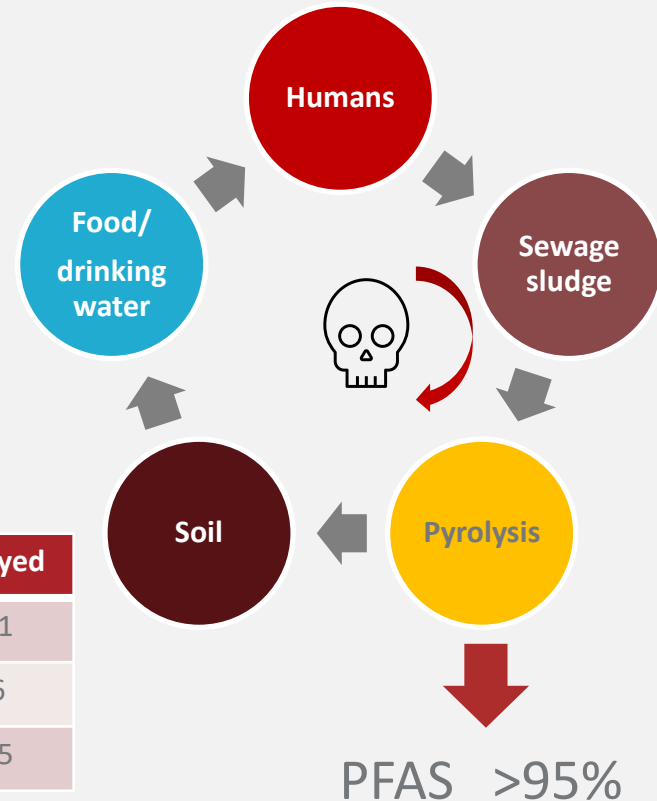 Humans
Food/
drinking
water
Sewage
sludge
Soil
Pyrolysis
PFAS >95%